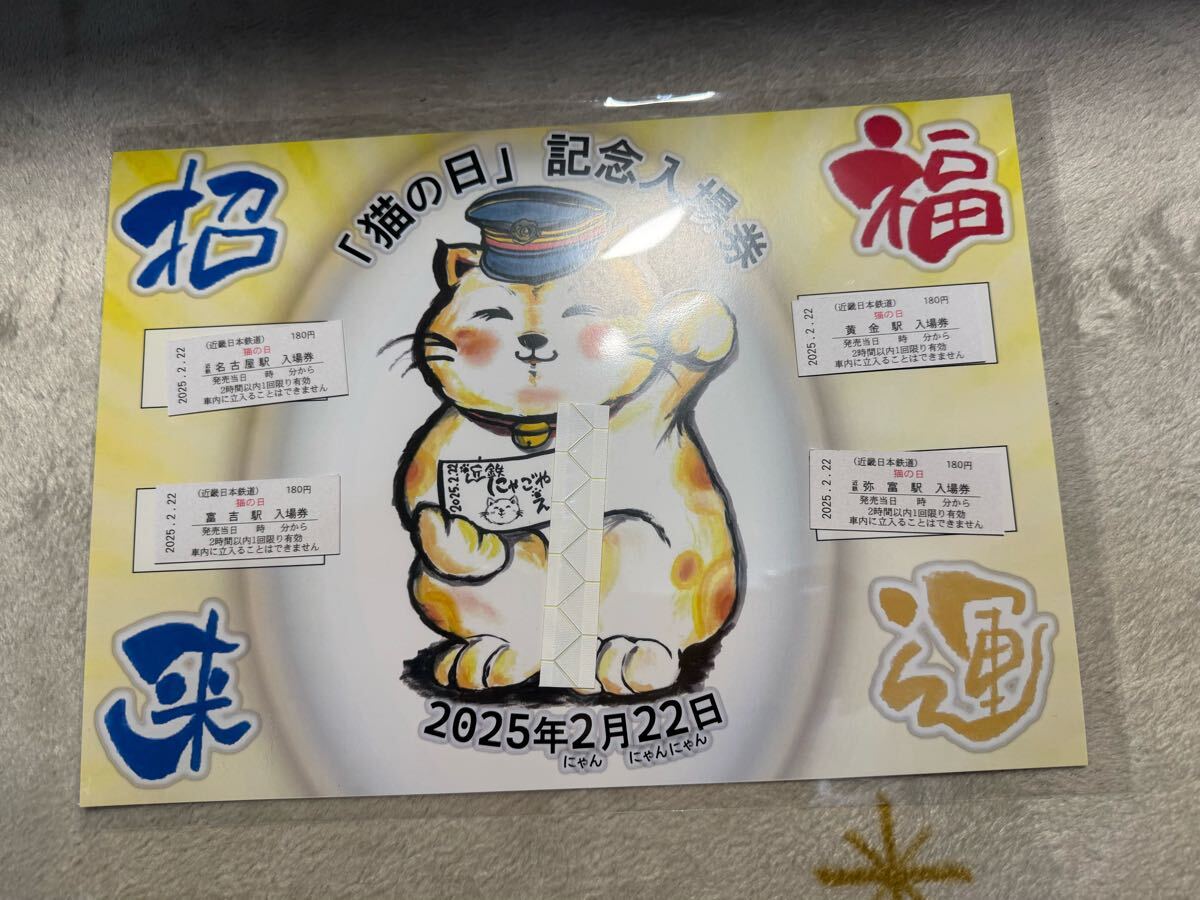 「猫の日」記念入場券
招
福
来
運
(近畿日本鉄道) 180円
猫の日
近鉄 名古屋駅 入場券
発売当日 時 分から
2時間以内1回限り有効
車内に立入ることはできません
2025.2.22
(近畿日本鉄道) 180円
猫の日
黄金駅 入場券
発売当日 時 分から
2時間以内1回限り有効
車内に立入ることはできません
2025.2.22
(近畿日本鉄道) 180円
猫の日
富吉駅 入場券
発売当日 時 分から
2時間以内1回限り有効
車内に立入ることはできません
2025.2.22
(近畿日本鉄道) 180円
猫の日
近鉄 弥富駅 入場券
発売当日 時 分から
2時間以内1回限り有効
車内に立入ることはできません
2025.2.22
近鉄
にゃごや
2025.2.22
2025年2月22日
にゃん にゃんにゃん